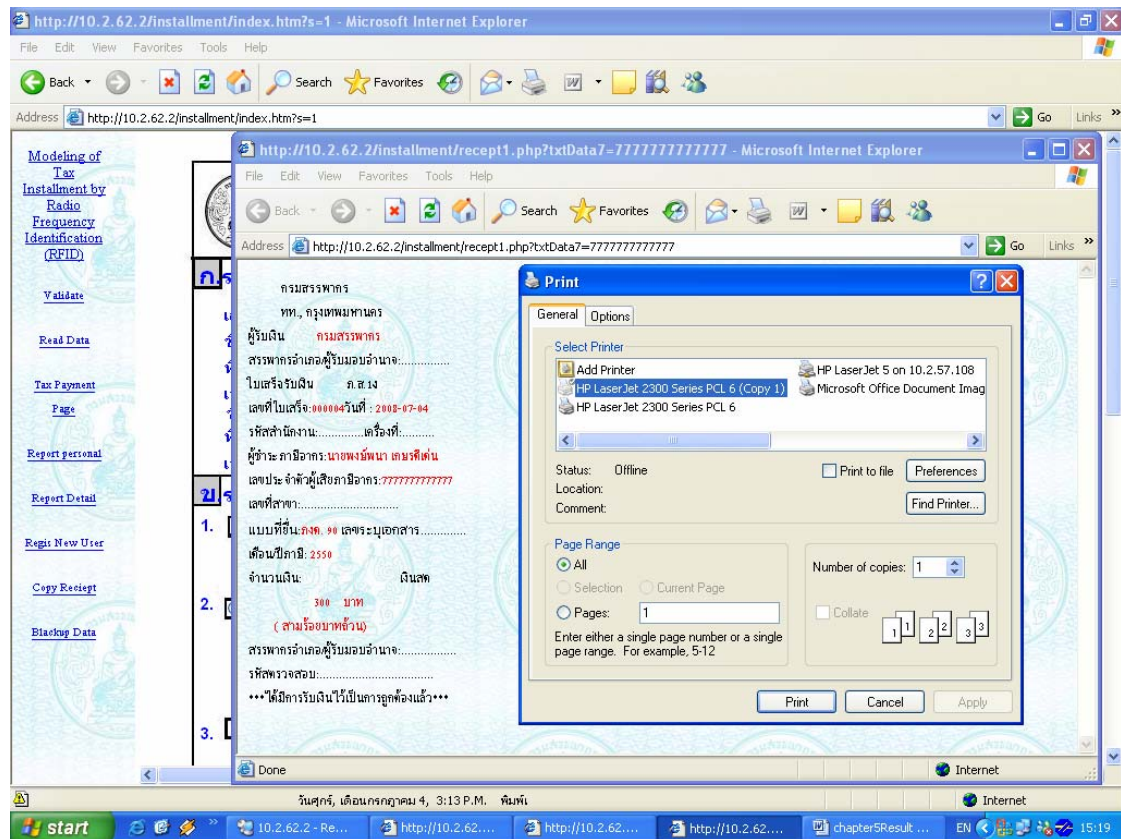 http://10.2.62.2/installment/index.htm?s=1 - Microsoft Internet Explorer
File Edit View Favorites Tools Help
Back Search Favorites
Address http://10.2.62.2/installment/index.htm?s=1 Go Links »
Modeling of
Tax
Installment by
Radio
Frequency
Identification
(RFID)
Validate
Read Data
Tax Payment
Page
Report personal
Report Detail
Regis New User
Copy Reciept
Blackup Data
ก.
ข.
1.
2.
3.
http://10.2.62.2/installment/recept1.php?txtData7=7777777777777 - Microsoft Internet Explorer
File Edit View Favorites Tools Help
Back Search Favorites
Address http://10.2.62.2/installment/recept1.php?txtData7=7777777777777 Go Links »
กรมสรรพากร
ทท., กรุงเทพมหานคร
ผู้รับเงิน กรมสรรพากร
สรรพากรอำเภอ/ผู้รับมอบอำนาจ:...............
ใบเสร็จรับเงิน ภ.ส.1ง
เลขที่ใบเสร็จ:000004วันที่ : 2008-07-04
รหัสสำนักงาน:..............เครื่องที่:..........
ผู้ชำระภาษีอากร:นายพงษ์พนา เกษรดีเด่น
เลขประจำตัวผู้เสียภาษีอากร:7777777777777
เลขที่สาขา:..............................
แบบที่ยื่น:ภงด. 90 เลขระบุเอกสาร..............
เดือน/ปีภาษี: 2550
จำนวนเงิน: เงินสด
300 บาท
( สามร้อยบาทถ้วน)
สรรพากรอำเภอ/ผู้รับมอบอำนาจ:.................
รหัสตรวจสอบ:...................................
***ได้มีการรับเงินไว้เป็นการถูกต้องแล้ว***
Print
General Options
Select Printer
Add Printer
HP LaserJet 2300 Series PCL 6 (Copy 1)
HP LaserJet 2300 Series PCL 6
HP LaserJet 5 on 10.2.57.108
Microsoft Office Document Imag
Status: Offline
Location:
Comment:
Print to file Preferences
Find Printer...
Page Range
All
Selection Current Page
Pages: 1
Enter either a single page number or a single
page range. For example, 5-12
Number of copies: 1
Collate
1 1 2 2 3 3
Print Cancel Apply
Done Internet
วันศุกร์, เดือนกรกฎาคม 4, 3:13 P.M. พิมพ์เ
Internet
start » 10.2.62.2 - Re... http://10.2.62.... http://10.2.62.... http://10.2.62.... chapter5Result ... EN 15:19